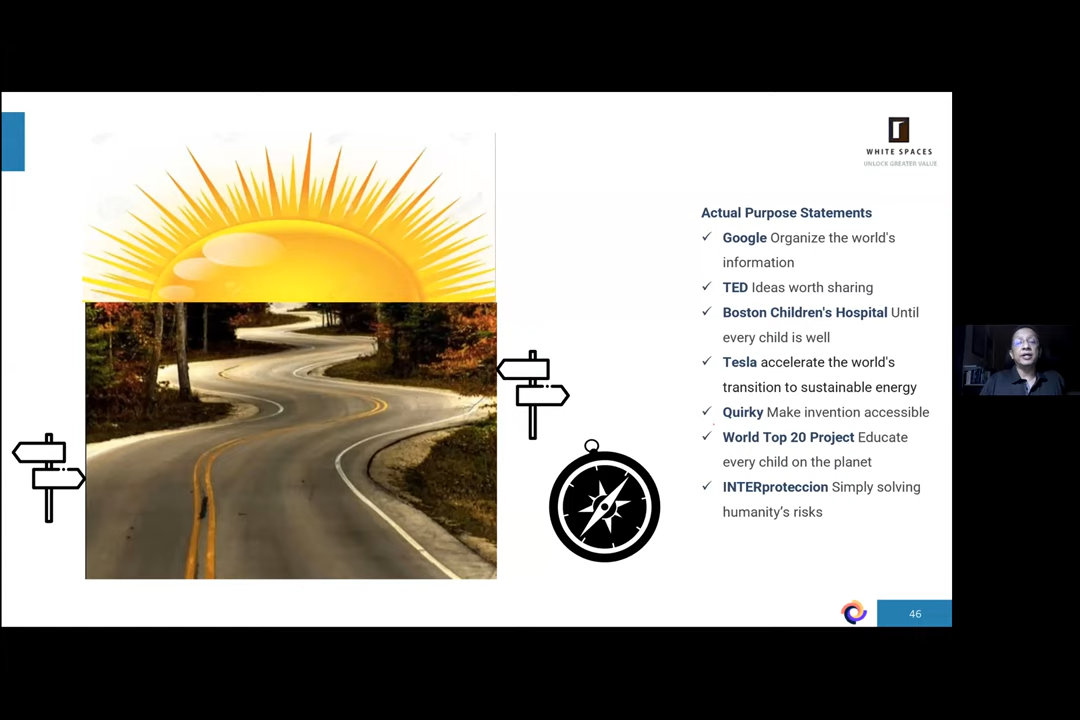 WHITE SPACES
UNLOCK GREATER VALUE
Actual Purpose Statements
Google Organize the world's
information
TED Ideas worth sharing
Boston Children's Hospital Until
every child is well
Tesla accelerate the world's
transition to sustainable energy
Quirky Make invention accessible
World Top 20 Project Educate
every child on the planet
INTERproteccion Simply solving
humanity’s risks
46